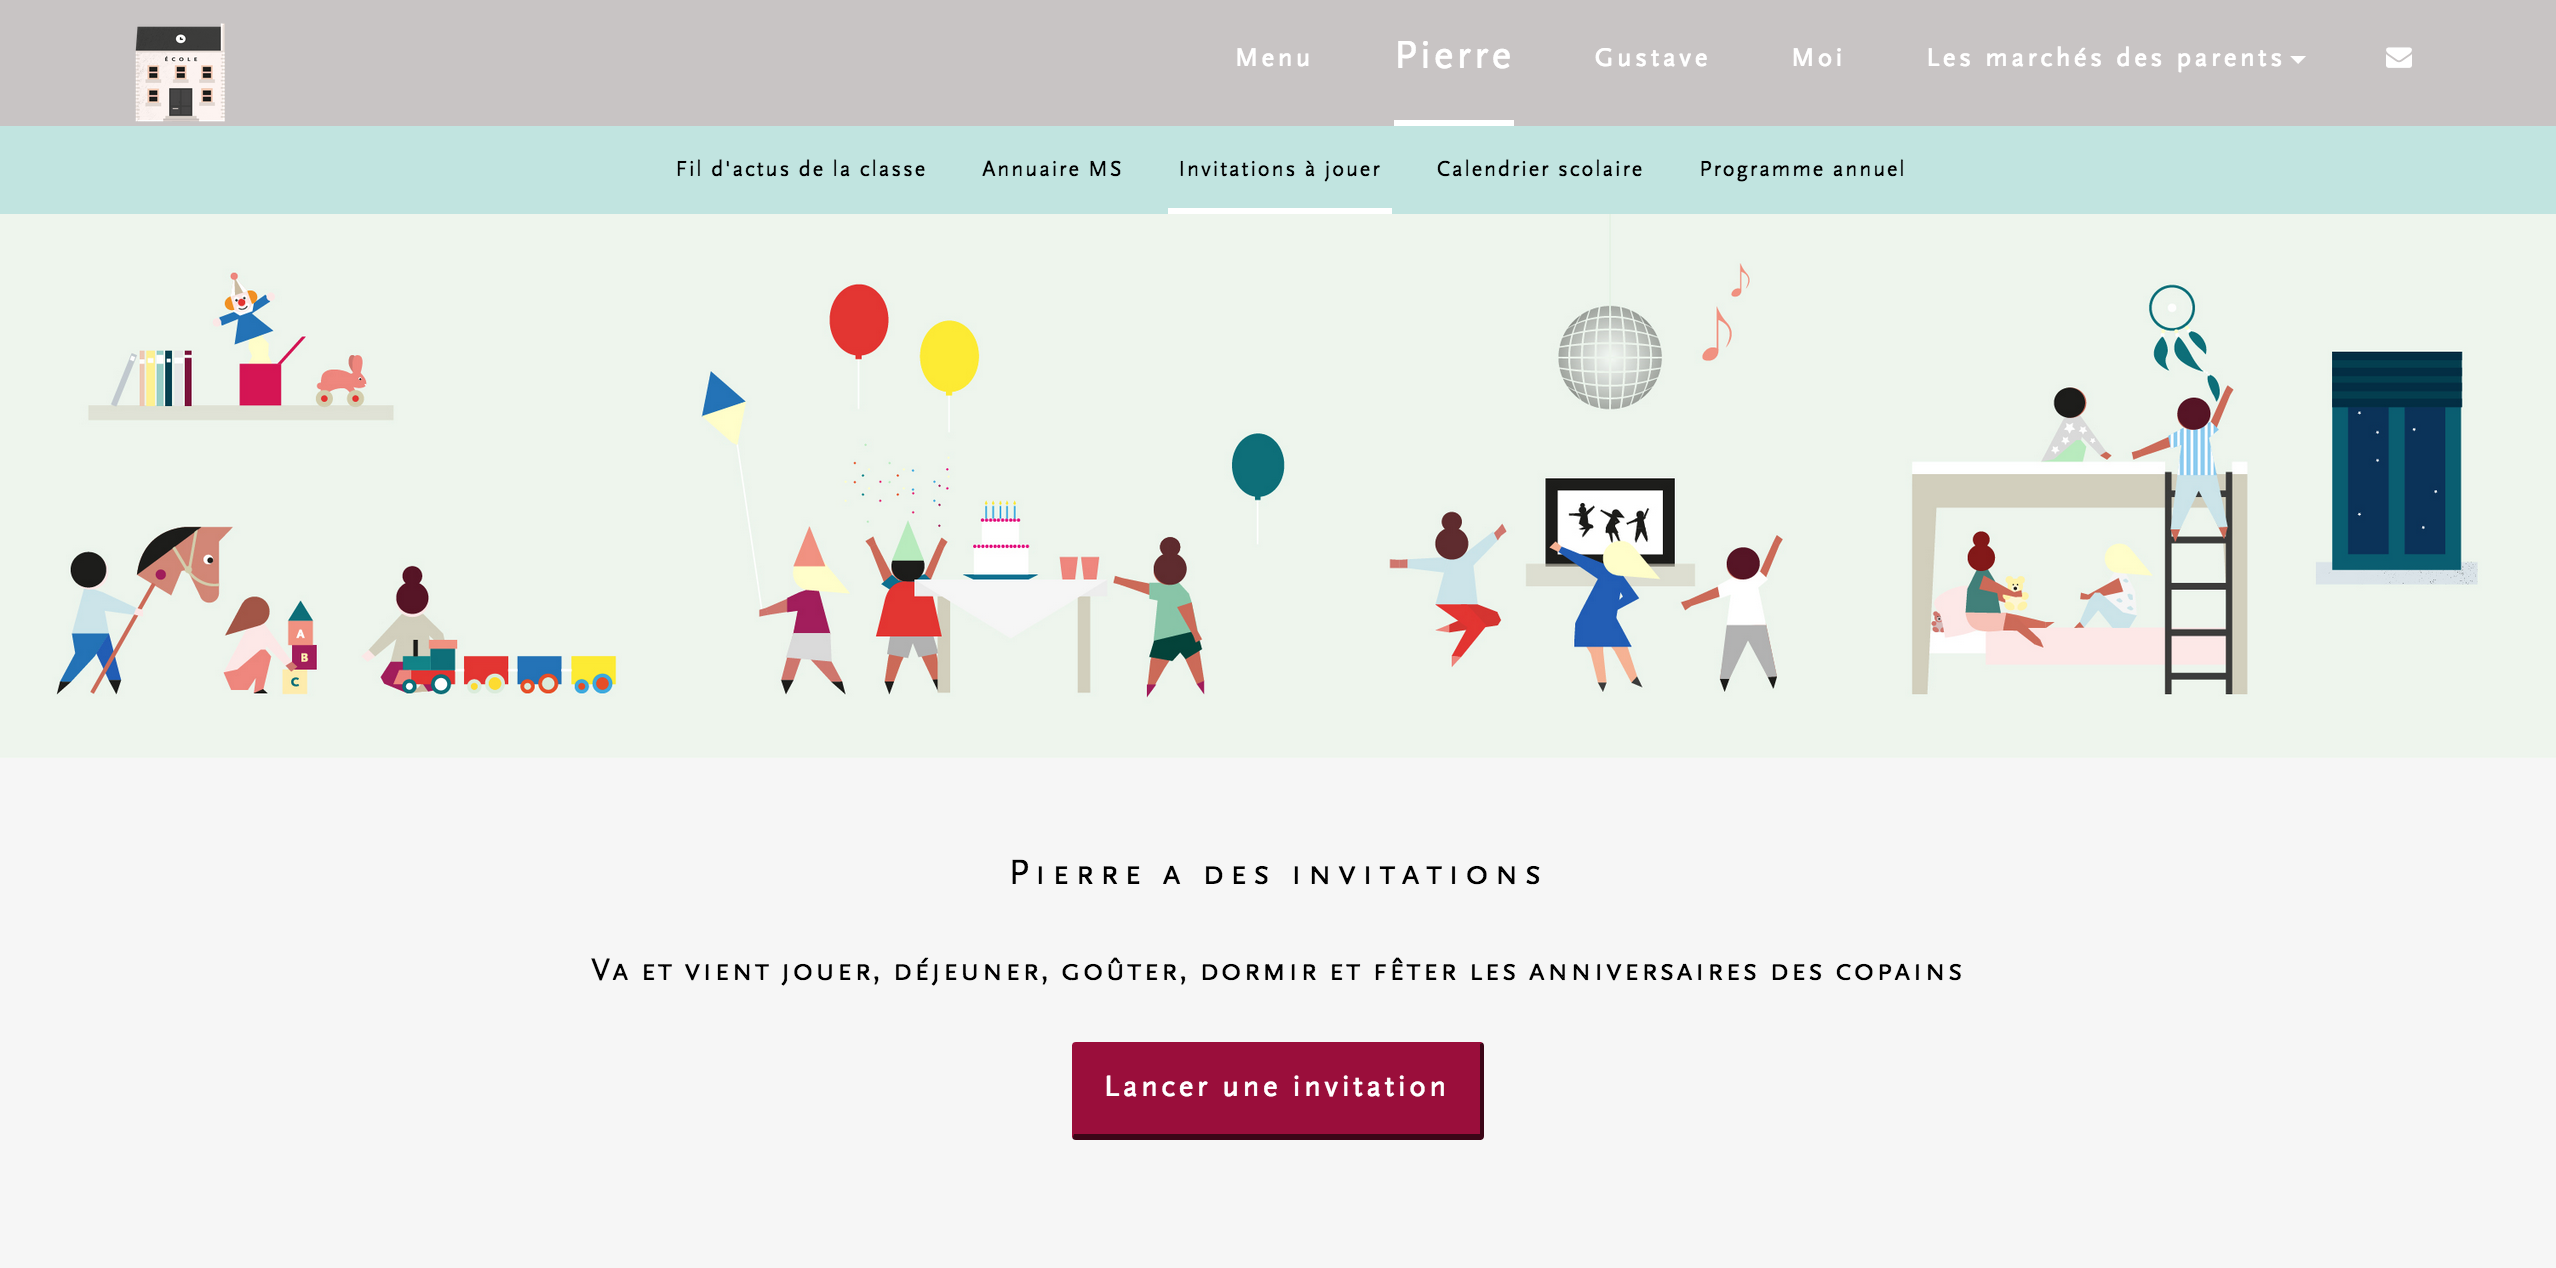 ÉCOLE
Menu
Pierre
Gustave
Moi
Les marchés des parents
Fil d'actus de la classe
Annuaire MS
Invitations à jouer
Calendrier scolaire
Programme annuel
A
B
C
Pierre a des invitations
Va et vient jouer, déjeuner, goûter, dormir et fêter les anniversaires des copains
Lancer une invitation